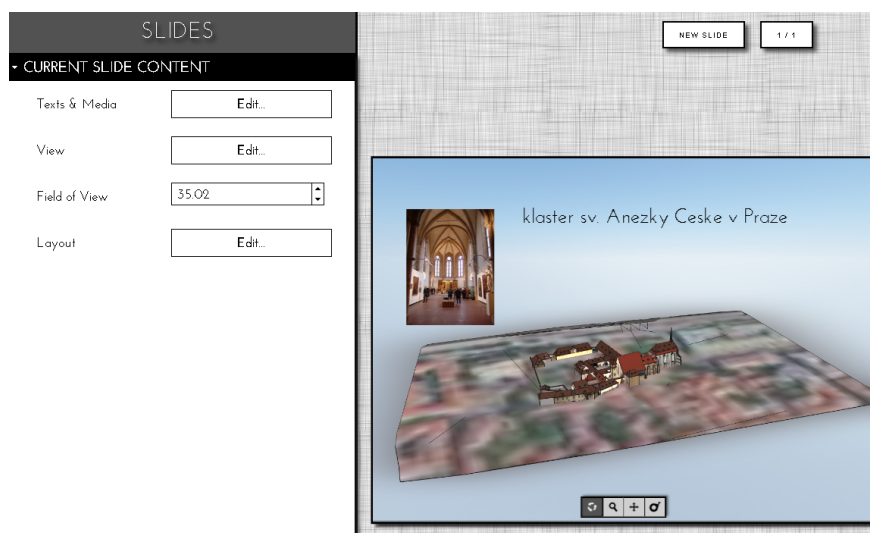 SLIDES
CURRENT SLIDE CONTENT
Texts & Media
Edit...
View
Edit...
Field of View
35.02
Layout
Edit...
NEW SLIDE
1 / 1
klaster sv. Anezky Ceske v Praze